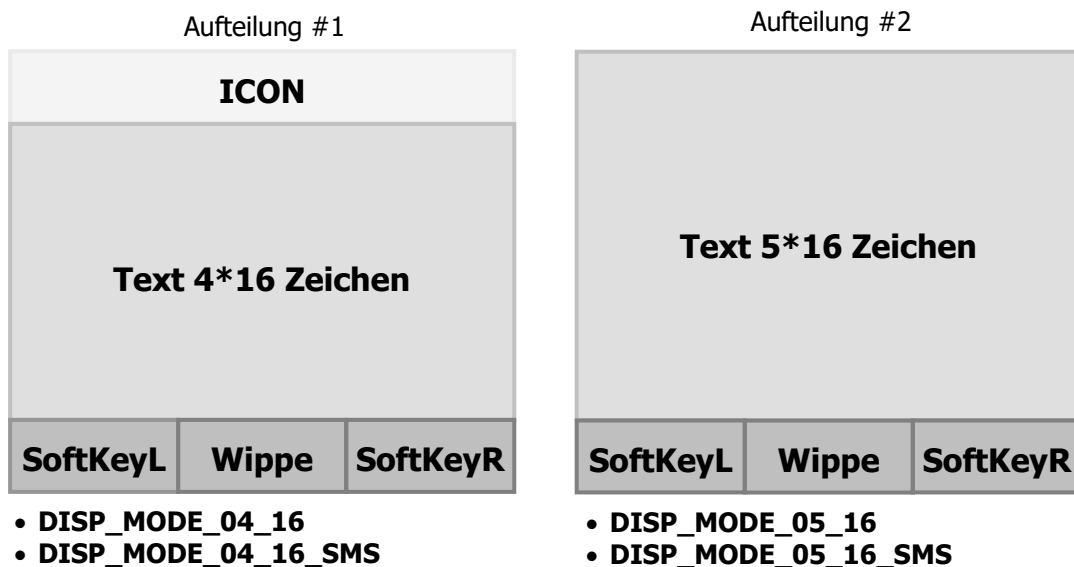 Aufteilung #1
ICON
Text 4*16 Zeichen
SoftKeyL Wippe SoftKeyR
• DISP_MODE_04_16
• DISP_MODE_04_16_SMS
Aufteilung #2
Text 5*16 Zeichen
SoftKeyL Wippe SoftKeyR
• DISP_MODE_05_16
• DISP_MODE_05_16_SMS